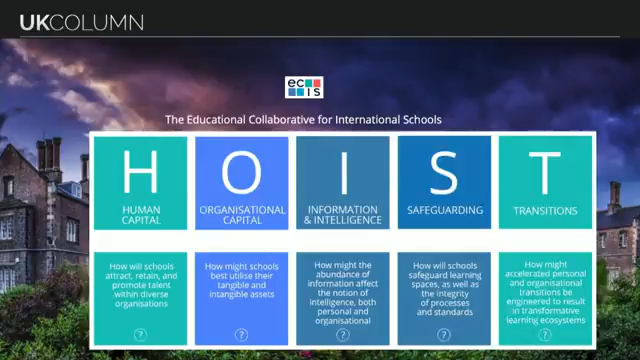 UKCOLUMN
ecis
The Educational Collaborative for International Schools
H O I S T
HUMAN
CAPITAL
ORGANISATIONAL
CAPITAL
INFORMATION
& INTELLIGENCE
SAFEGUARDING
TRANSITIONS
How will schools
attract, retain, and
promote talent
within diverse
organisations
?
How might schools
best utilise their
tangible and
intangible assets
?
How might the
abundance of
information affect
the notion of
intelligence, both
personal and
organisational
?
How will schools
safeguard learning
spaces, as well as
the integrity
of processes
and standards
?
How might
accelerated personal
and organisational
transitions be
engineered to result
in transformative
learning ecosystems
?